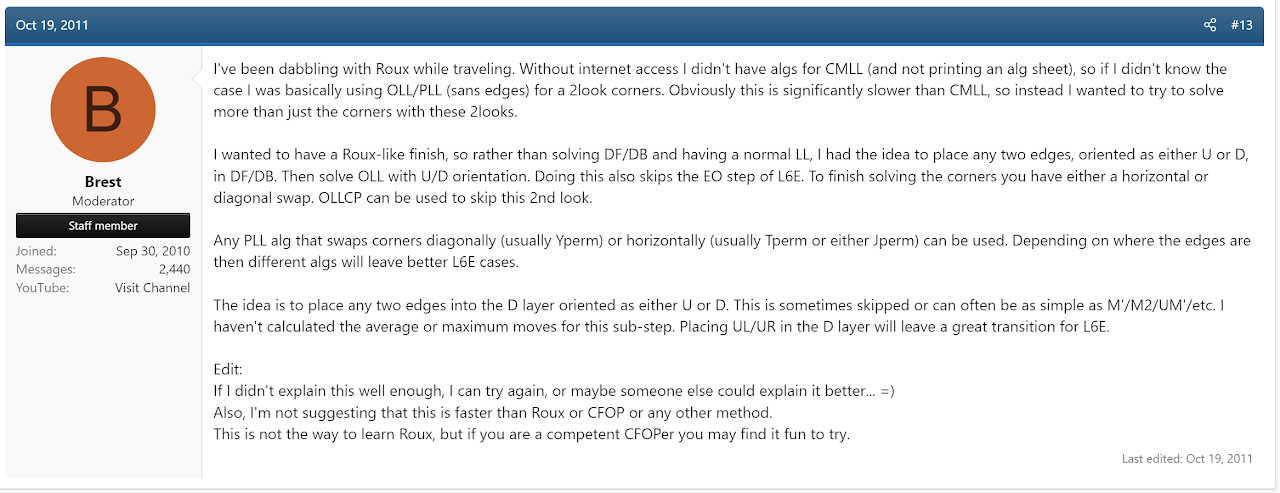 Oct 19, 2011
#13
B
Brest
Moderator
Staff member
Joined: Sep 30, 2010
Messages: 2,440
YouTube: Visit Channel
I've been dabbling with Roux while traveling. Without internet access I didn't have algs for CMLL (and not printing an alg sheet), so if I didn't know the
case I was basically using OLL/PLL (sans edges) for a 2look corners. Obviously this is significantly slower than CMLL, so instead I wanted to try to solve
more than just the corners with these 2looks.
I wanted to have a Roux-like finish, so rather than solving DF/DB and having a normal LL, I had the idea to place any two edges, oriented as either U or D,
in DF/DB. Then solve OLL with U/D orientation. Doing this also skips the EO step of L6E. To finish solving the corners you have either a horizontal or
diagonal swap. OLLCP can be used to skip this 2nd look.
Any PLL alg that swaps corners diagonally (usually Yperm) or horizontally (usually Tperm or either Jperm) can be used. Depending on where the edges are
then different algs will leave better L6E cases.
The idea is to place any two edges into the D layer oriented as either U or D. This is sometimes skipped or can often be as simple as M'/M2/UM'/etc. I
haven't calculated the average or maximum moves for this sub-step. Placing UL/UR in the D layer will leave a great transition for L6E.
Edit:
If I didn't explain this well enough, I can try again, or maybe someone else could explain it better... =)
Also, I'm not suggesting that this is faster than Roux or CFOP or any other method.
This is not the way to learn Roux, but if you are a competent CFOPer you may find it fun to try.
Last edited: Oct 19, 2011